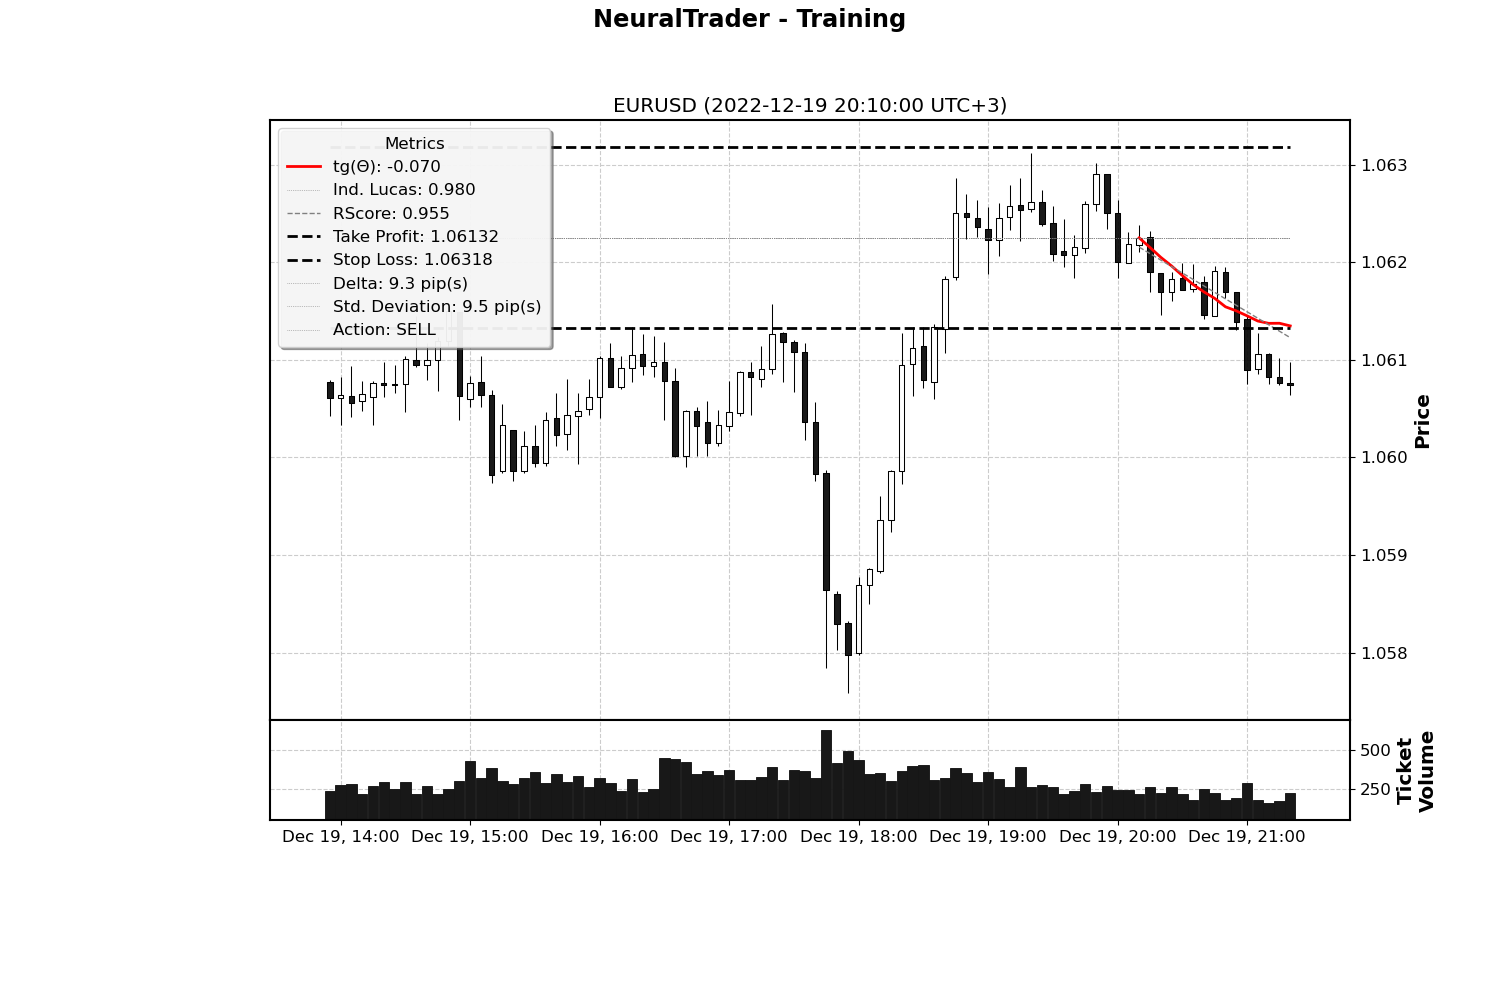 NeuralTrader - Training
EURUSD (2022-12-19 20:10:00 UTC+3)
Metrics
tg(Θ): -0.070
Ind. Lucas: 0.980
RScore: 0.955
Take Profit: 1.06132
Stop Loss: 1.06318
Delta: 9.3 pip(s)
Std. Deviation: 9.5 pip(s)
Action: SELL
1.063
1.062
1.061
1.060
1.059
1.058
Price
500
250
Ticket
Volume
Dec 19, 14:00 Dec 19, 15:00 Dec 19, 16:00 Dec 19, 17:00 Dec 19, 18:00 Dec 19, 19:00 Dec 19, 20:00 Dec 19, 21:00